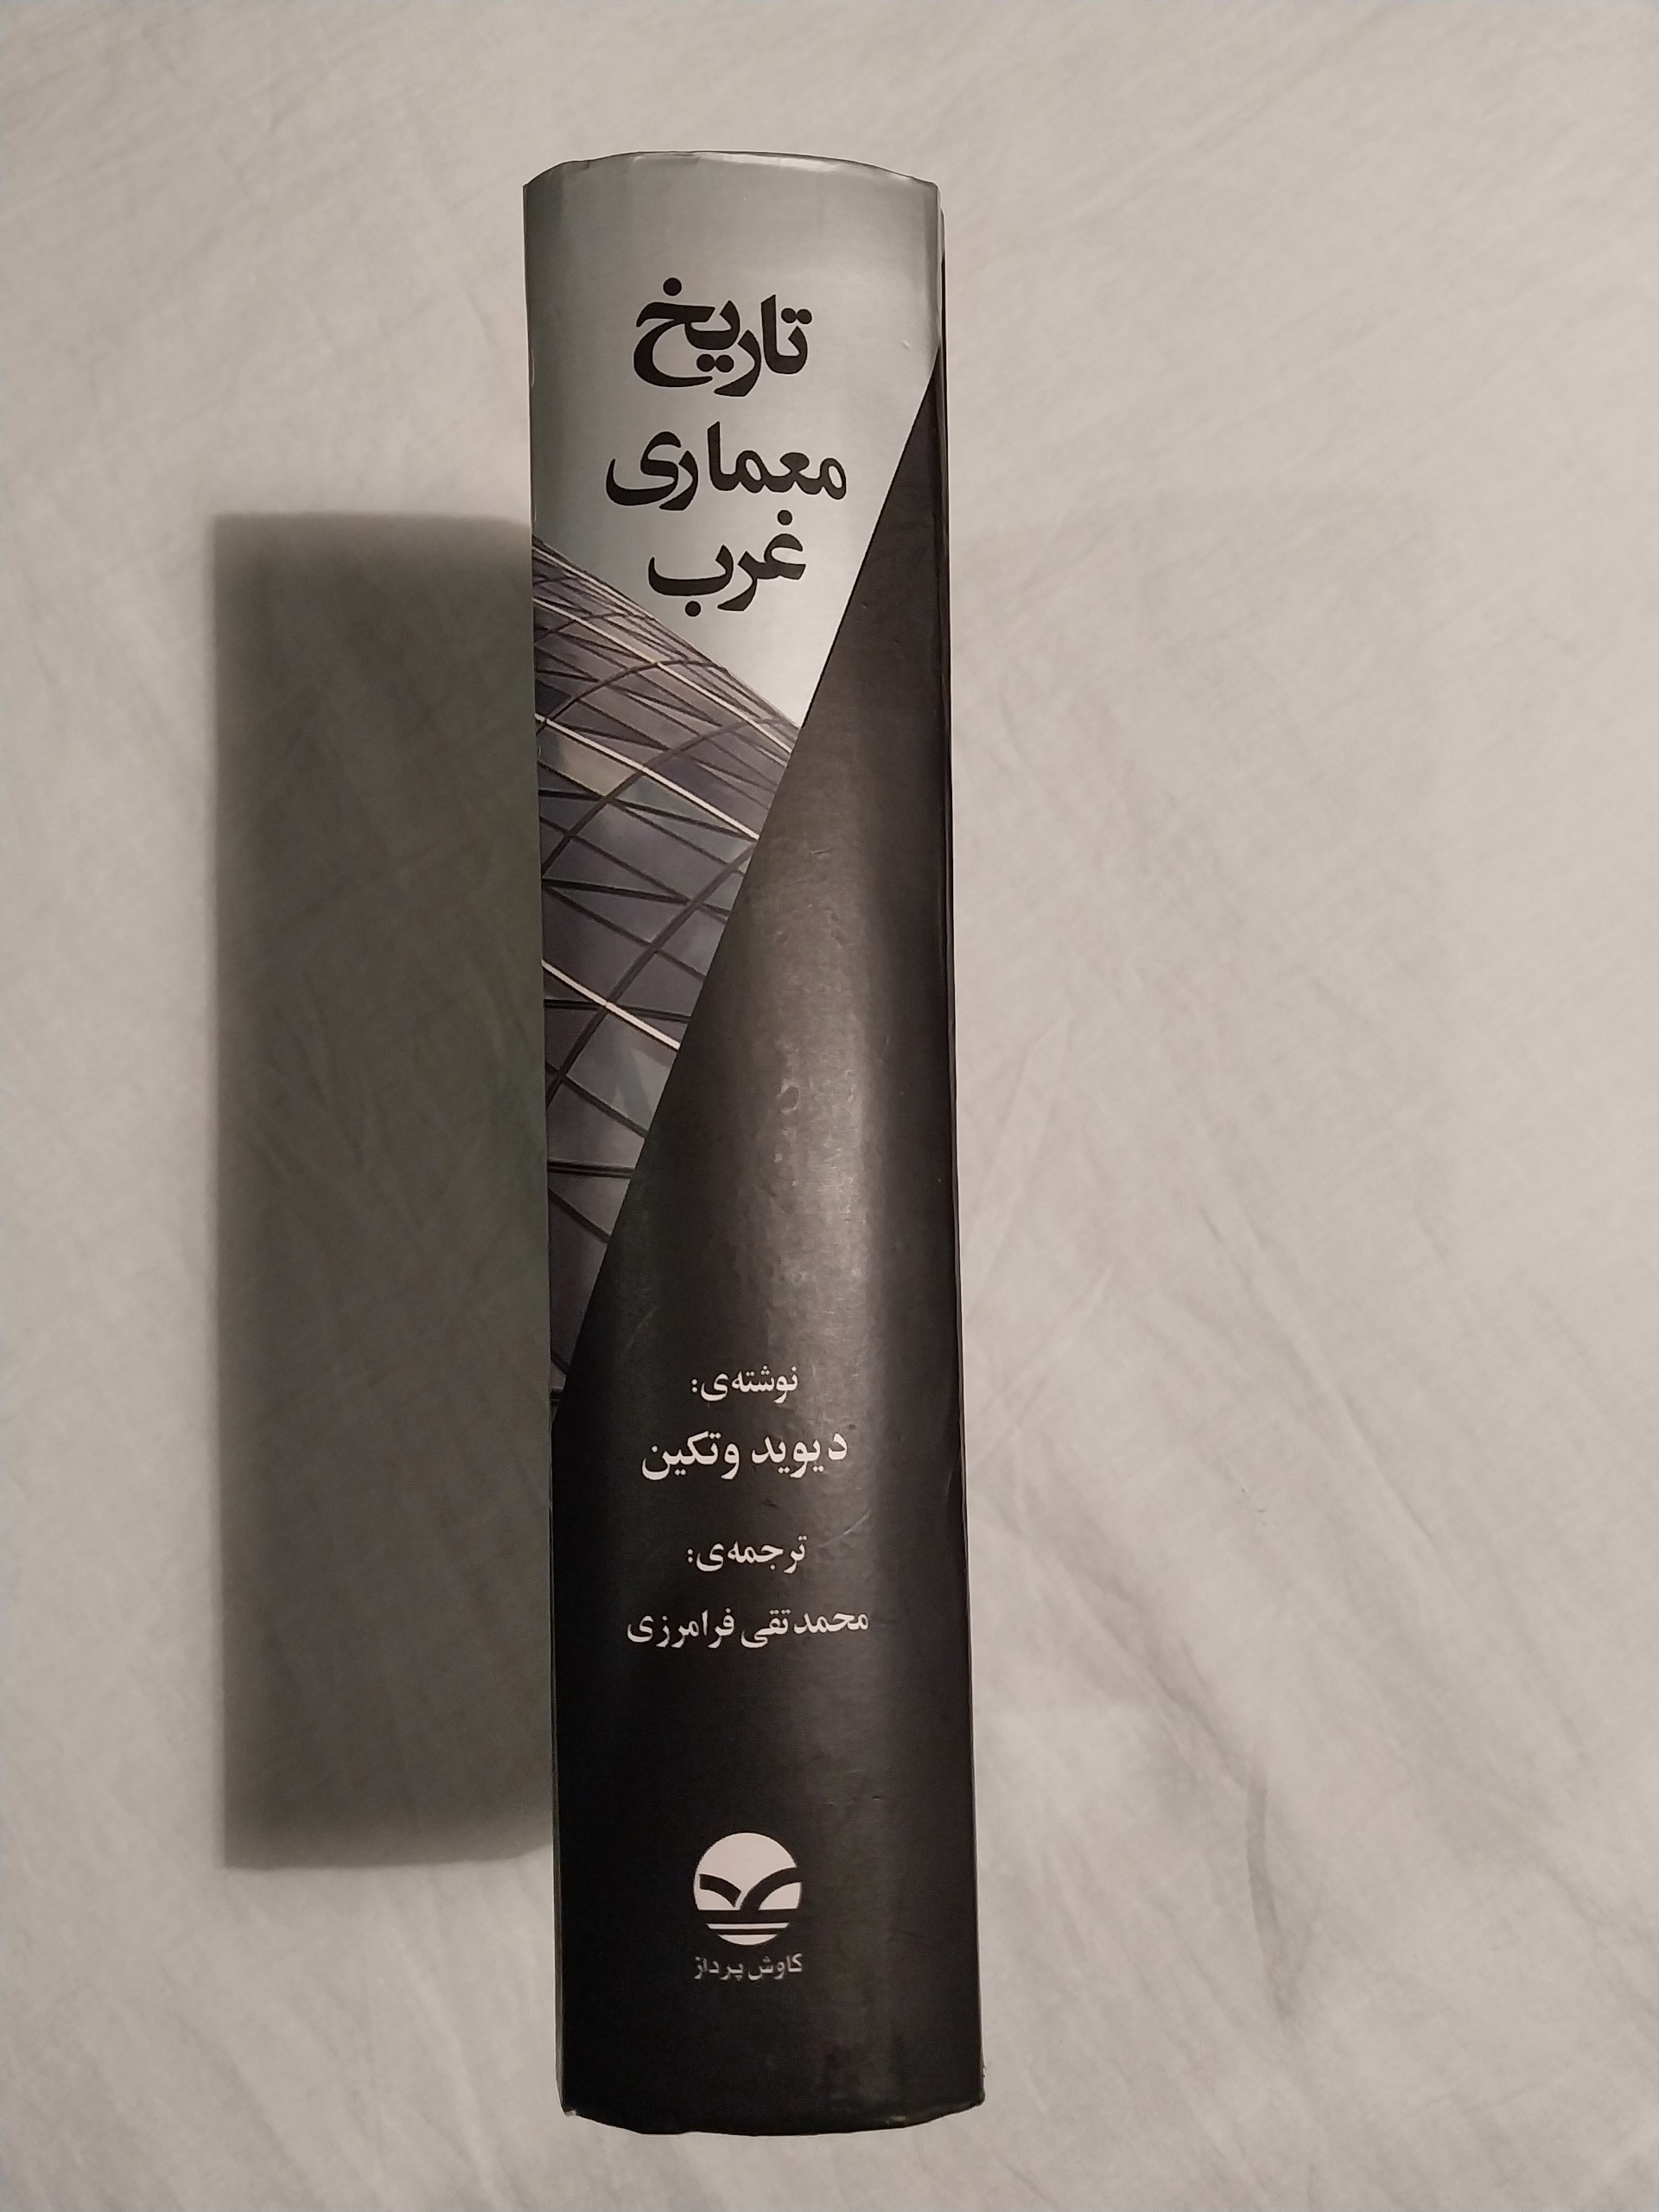 تاریخ
معماری
غرب
نوشته‌ی:
دیوید وتکین
ترجمه‌ی:
محمدتقی فرامرزی
کاوش پرداز